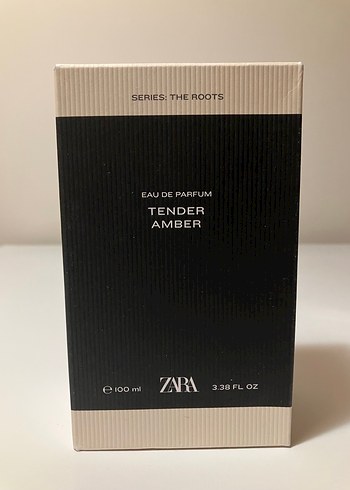 SERIES: THE ROOTS
EAU DE PARFUM
TENDER
AMBER
℮ 100 ml ZARA 3.38 FL OZ